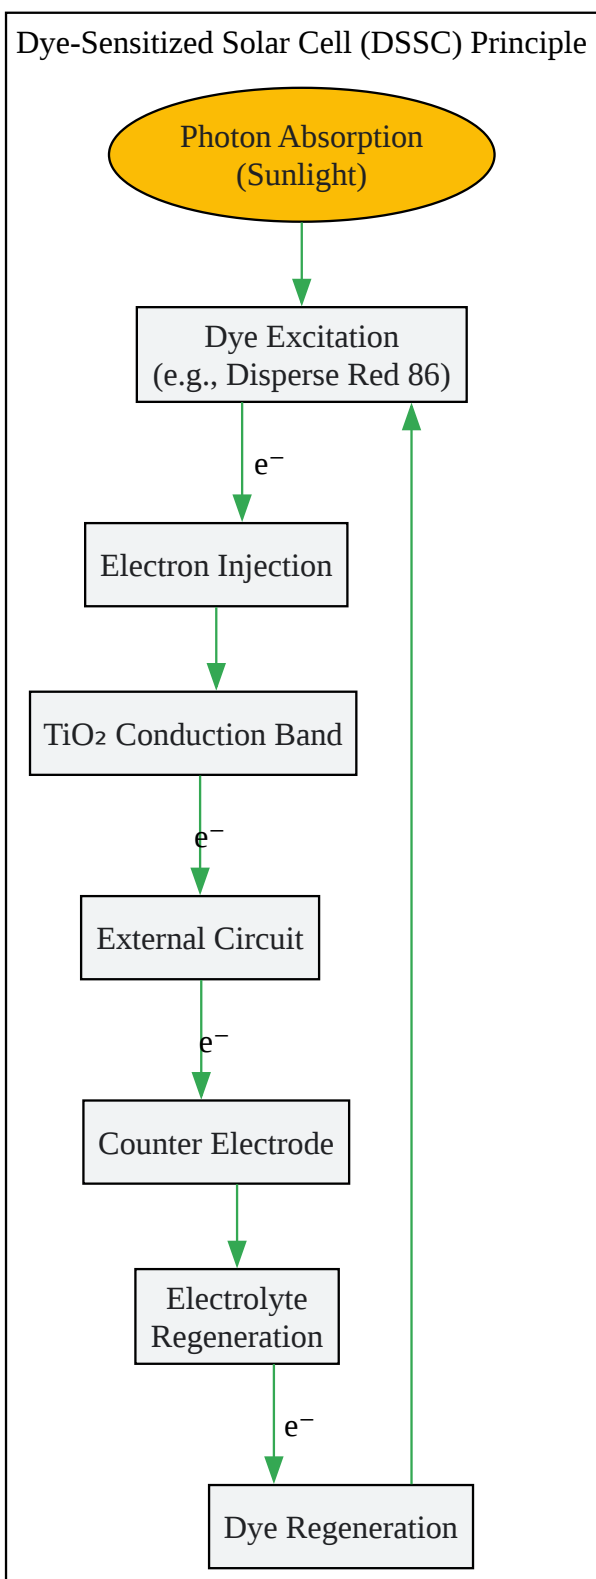 Dye-Sensitized Solar Cell (DSSC) Principle
Photon Absorption
(Sunlight)
Dye Excitation
(e.g., Disperse Red 86)
e⁻
Electron Injection
TiO₂ Conduction Band
e⁻
External Circuit
e⁻
Counter Electrode
Electrolyte
Regeneration
e⁻
Dye Regeneration